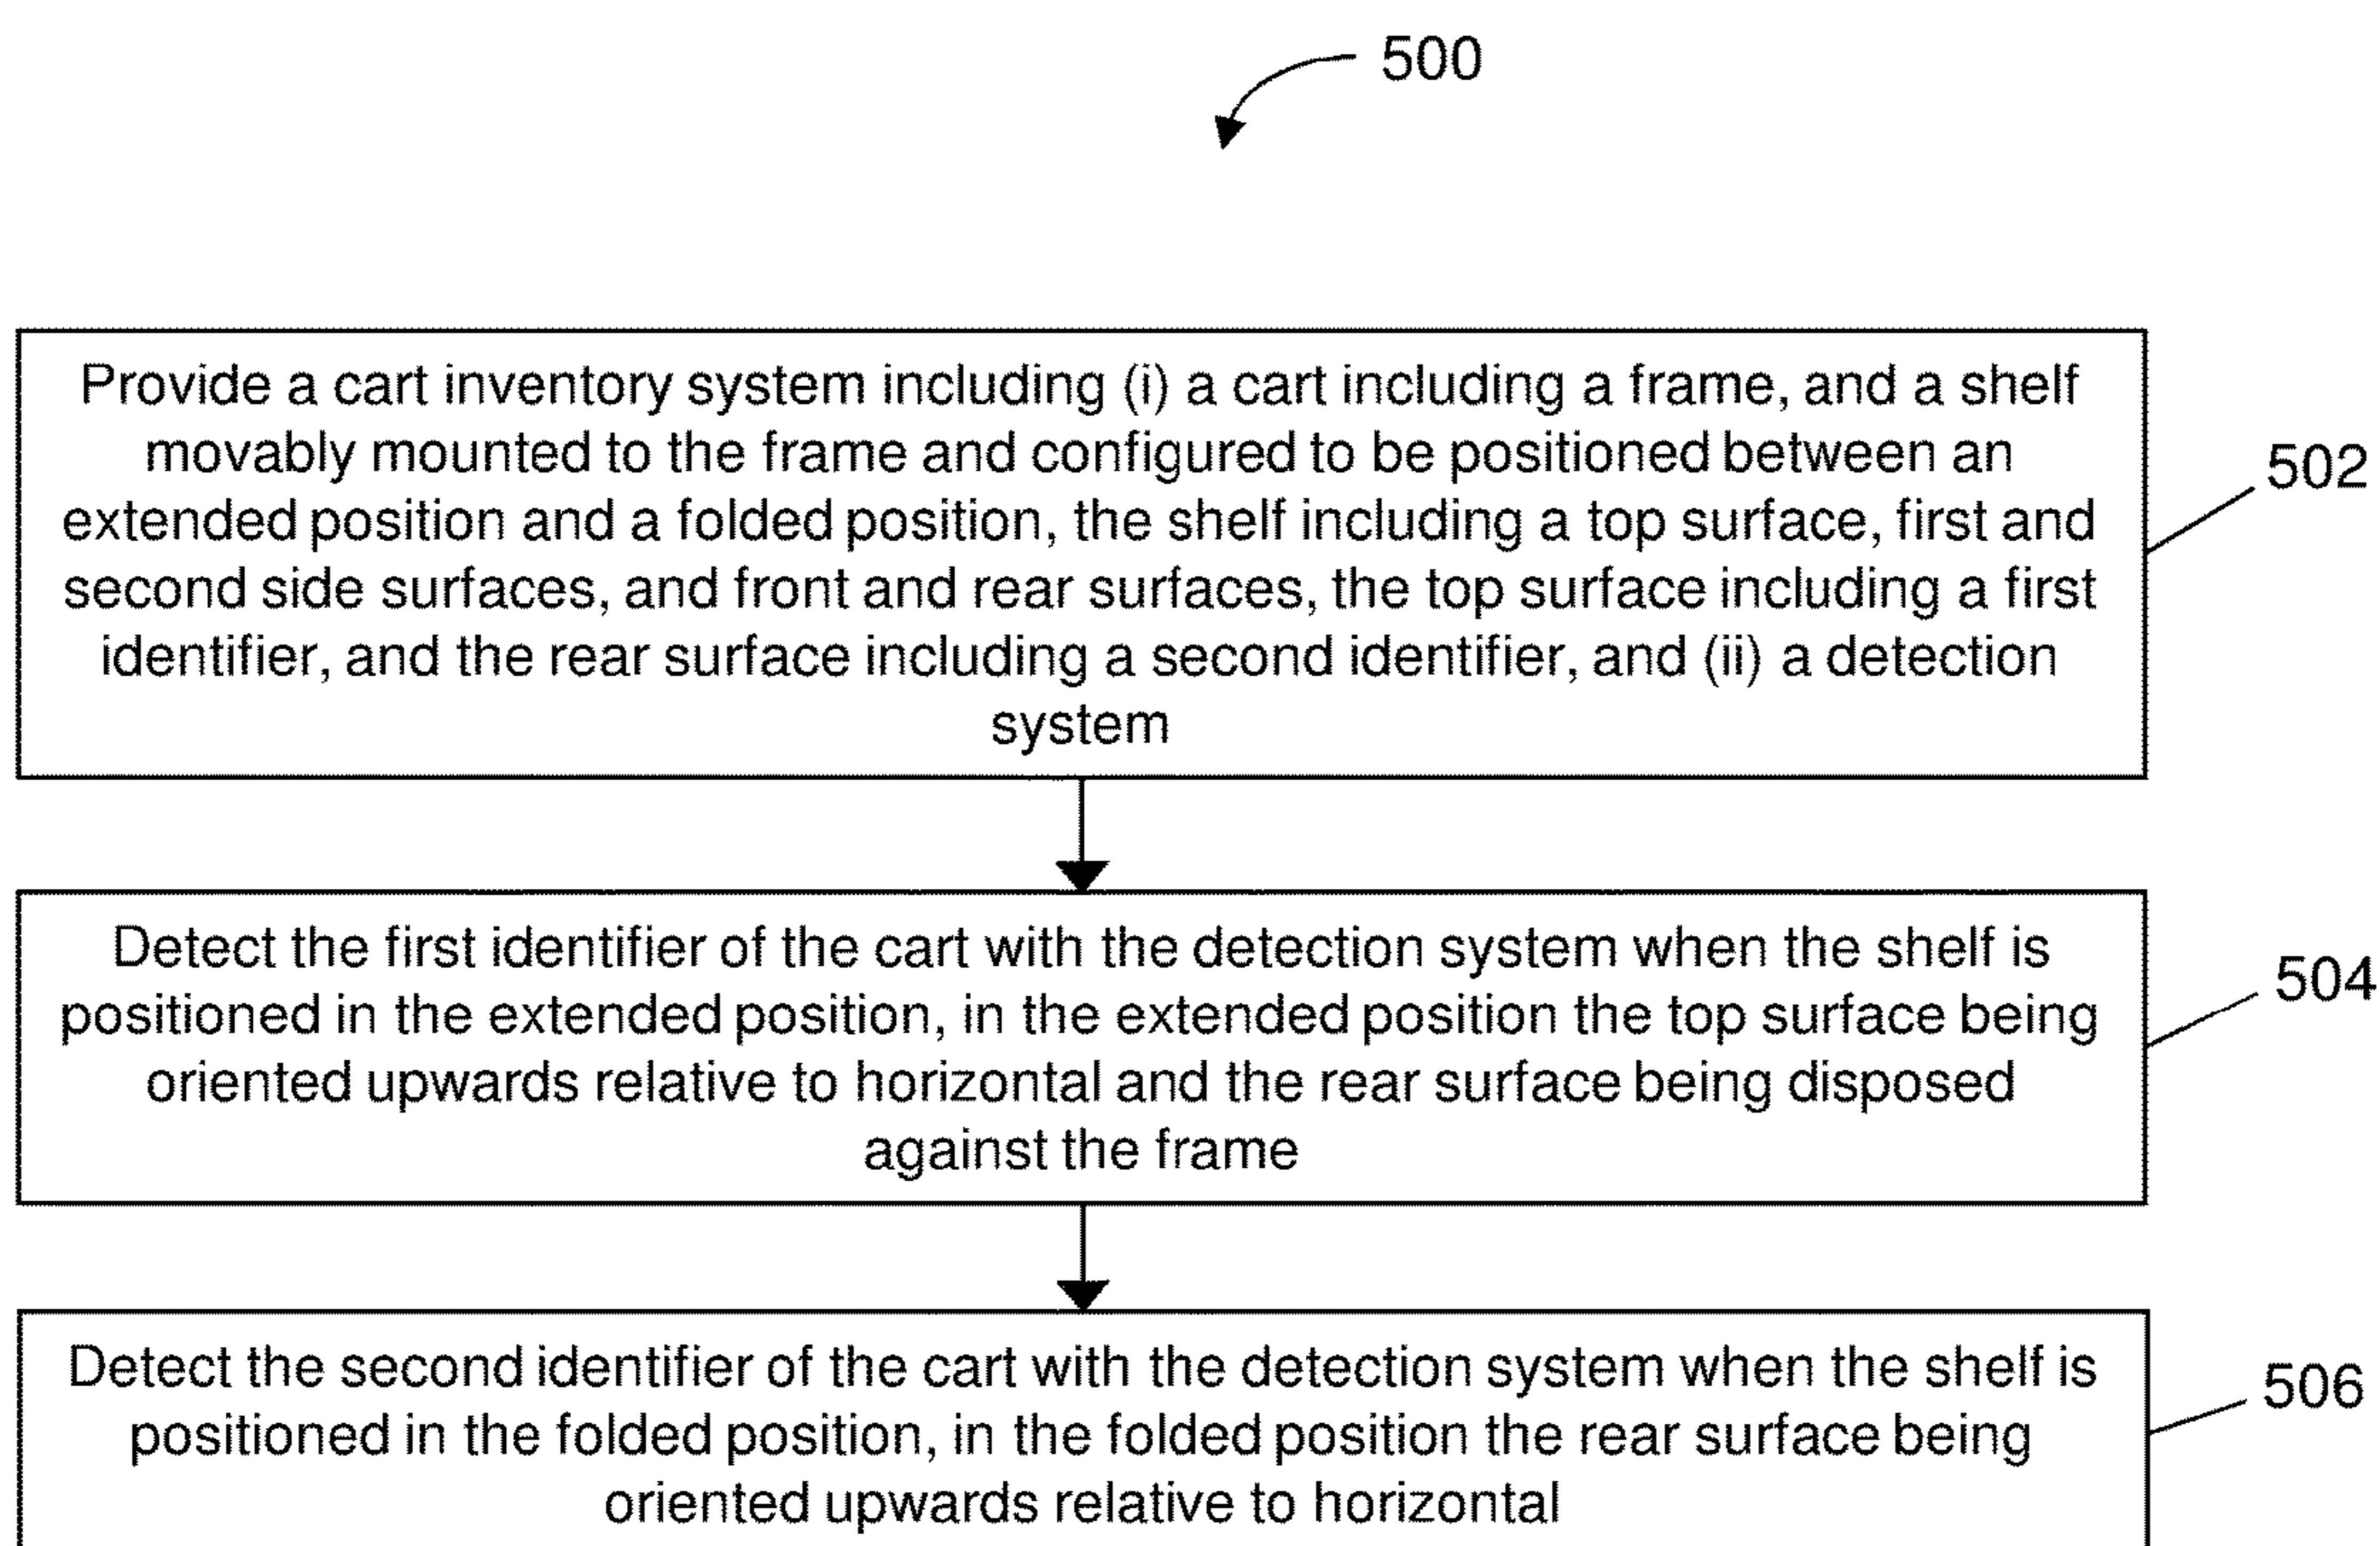 500
Provide a cart inventory system including (i) a cart including a frame, and a shelf
movably mounted to the frame and configured to be positioned between an
extended position and a folded position, the shelf including a top surface, first and
second side surfaces, and front and rear surfaces, the top surface including a first
identifier, and the rear surface including a second identifier, and (ii) a detection
system
502
Detect the first identifier of the cart with the detection system when the shelf is
positioned in the extended position, in the extended position the top surface being
oriented upwards relative to horizontal and the rear surface being disposed
against the frame
504
Detect the second identifier of the cart with the detection system when the shelf is
positioned in the folded position, in the folded position the rear surface being
oriented upwards relative to horizontal
506